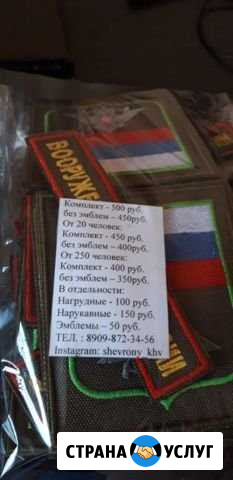 ВООРУЖЕ
Комплект - 500 руб.
без эмблем – 450руб.
От 20 человек:
Комплект - 450 руб.
без эмблем – 400руб.
От 250 человек:
Комплект - 400 руб.
без эмблем – 350руб.
В отдельности:
Нагрудные - 100 руб.
Нарукавные - 150 руб.
Эмблемы – 50 руб.
ТЕЛ. : 8909-872-34-56
Instagram: shevrony_khv
СТРАНА УСЛУГ